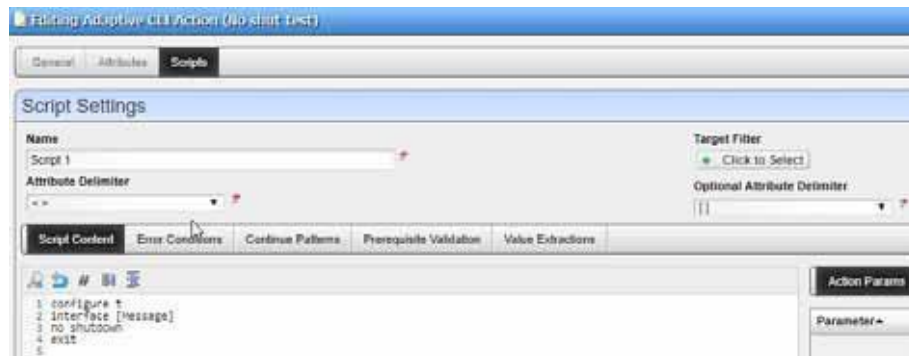 Editing Adaptive CLI Action (No shut test)
General Attributes Scripts
Script Settings
Name
Target Filter
Script 1 *
Click to Select
Attribute Delimiter
Optional Attribute Delimiter
< > *
[ ] *
Script Content Error Conditions Continue Patterns Prerequisite Validation Value Extractions
Action Params
1 configure t
2 interface [Message]
3 no shutdown
4 exit
5
Parameter